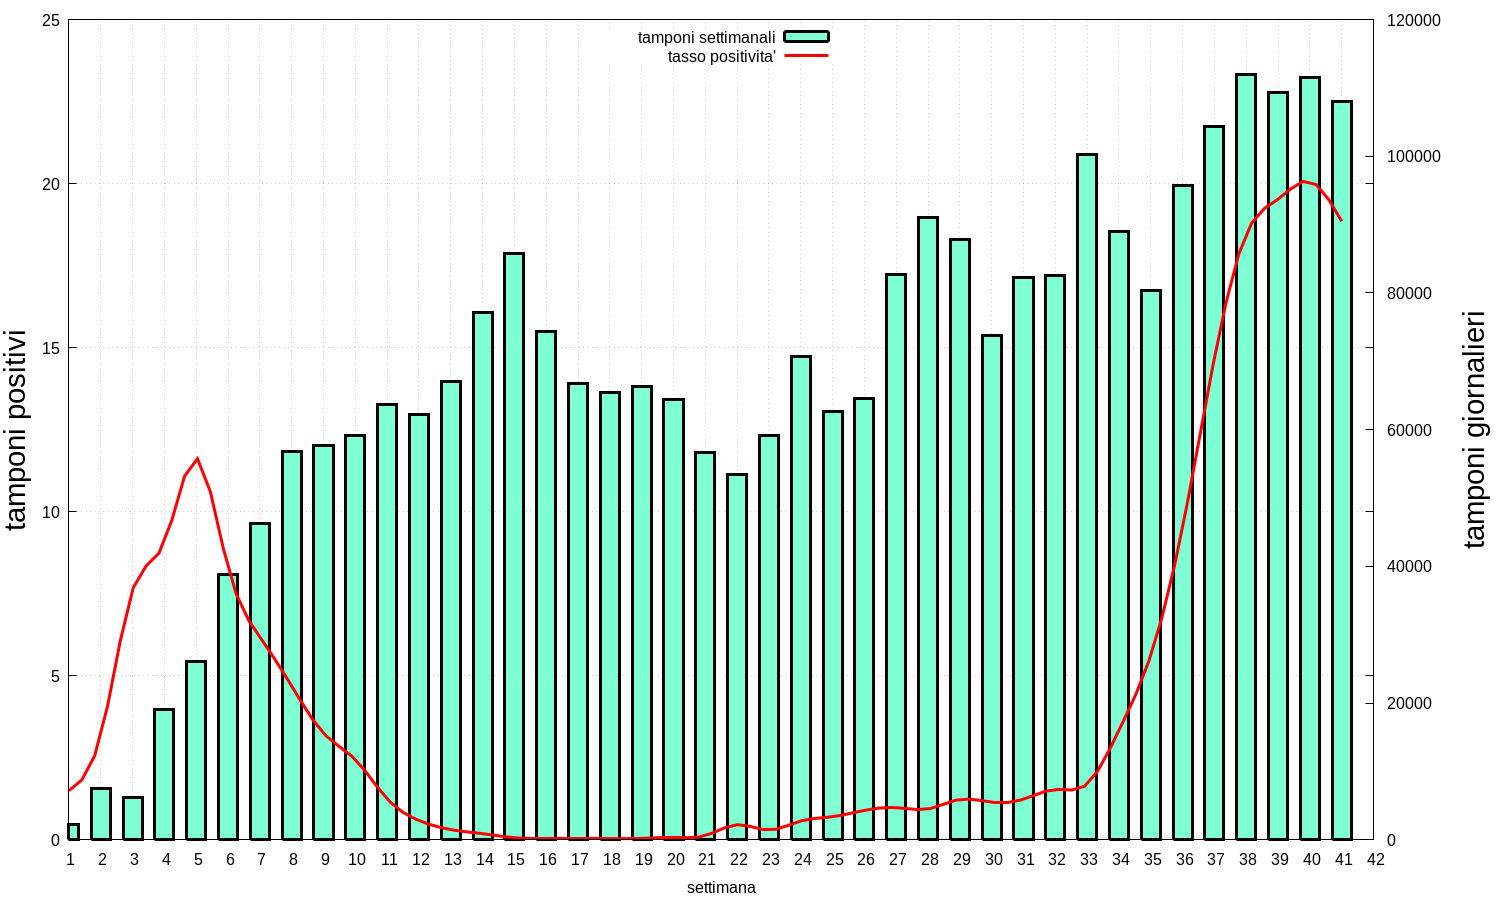 tamponi settimanali
tasso positivita'
25
20
15
10
5
0
tamponi positivi
120000
100000
80000
60000
40000
20000
0
tamponi giornalieri
1 2 3 4 5 6 7 8 9 10 11 12 13 14 15 16 17 18 19 20 21 22 23 24 25 26 27 28 29 30 31 32 33 34 35 36 37 38 39 40 41 42
settimana